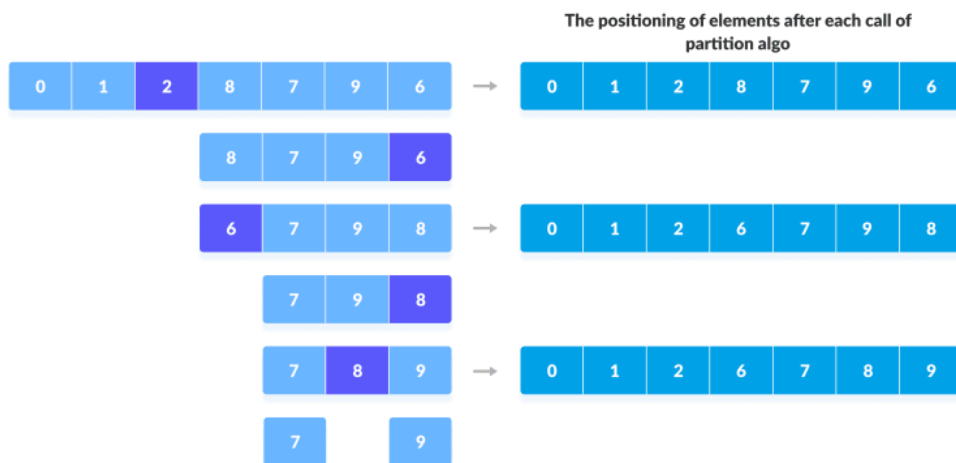 The positioning of elements after each call of
partition algo
0 1 2 8 7 9 6 → 0 1 2 8 7 9 6
8 7 9 6
6 7 9 8 → 0 1 2 6 7 9 8
7 9 8
7 8 9 → 0 1 2 6 7 8 9
7 9